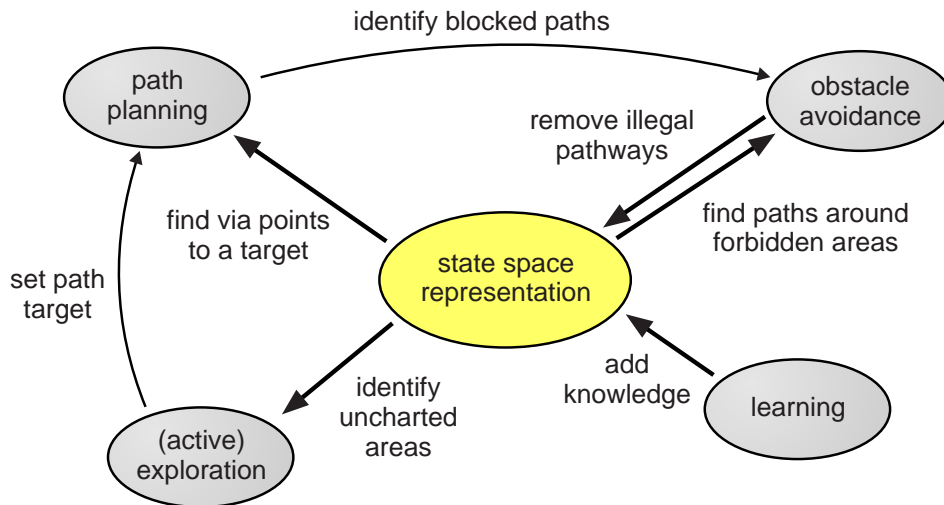 identify blocked paths
path
planning
obstacle
avoidance
remove illegal
pathways
find via points
to a target
find paths around
forbidden areas
state space
representation
set path
target
add
knowledge
identify
uncharted
areas
learning
(active)
exploration